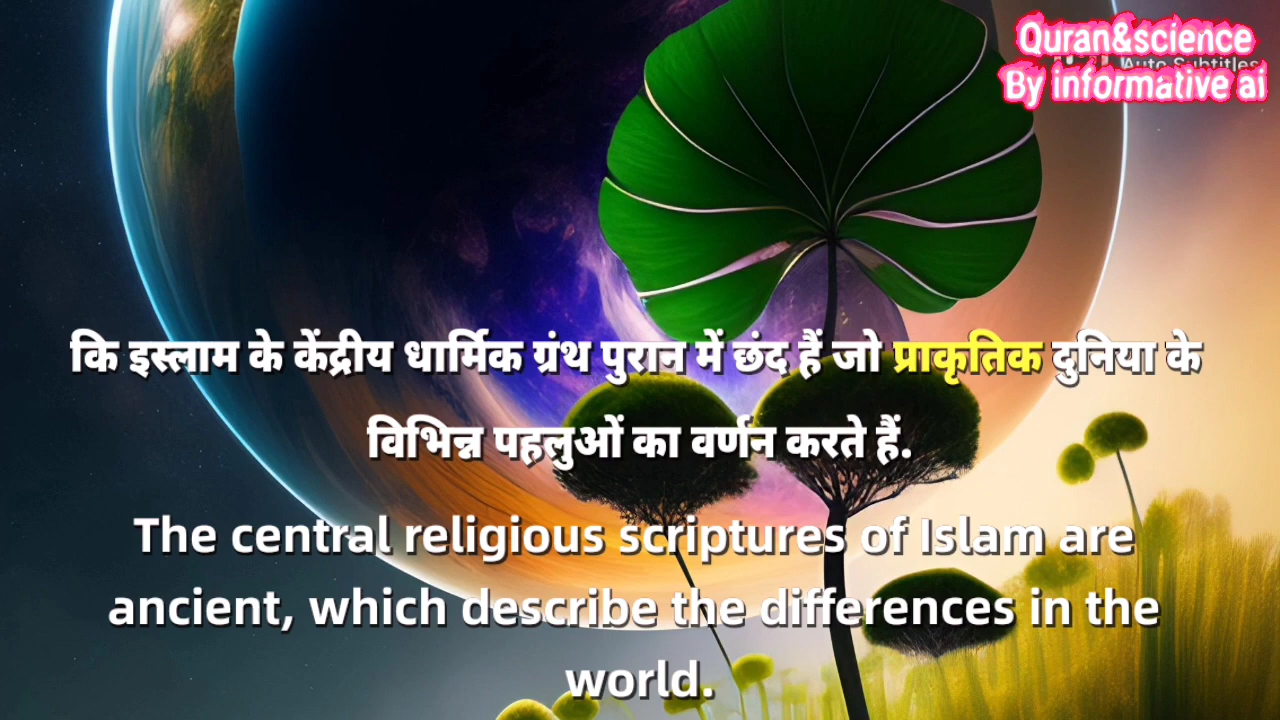 Quran&science
Auto Subtitles
By informative ai
कि इस्लाम के केंद्रीय धार्मिक ग्रंथ पुरान में छंद हैं जो प्राकृतिक दुनिया के
विभिन्न पहलुओं का वर्णन करते हैं.
The central religious scriptures of Islam are
ancient, which describe the differences in the
world.